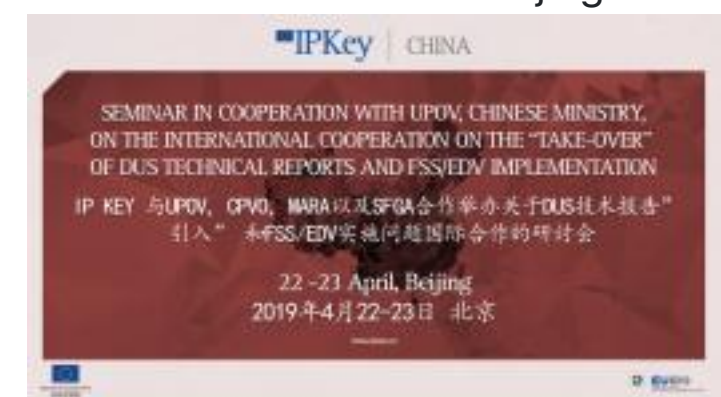 IPKey CHINA
SEMINAR IN COOPERATION WITH UPOV, CHINESE MINISTRY,
ON THE INTERNATIONAL COOPERATION ON THE "TAKE-OVER"
OF DUS TECHNICAL REPORTS AND FSS/EDV IMPLEMENTATION
IP KEY 与UPOV, CPVO, MARA以及SFGA合作举办关于DUS技术报告"
引入" 和FSS/EDV实施问题国际合作的研讨会
22 -23 April, Beijing
2019年4月22-23日 北京